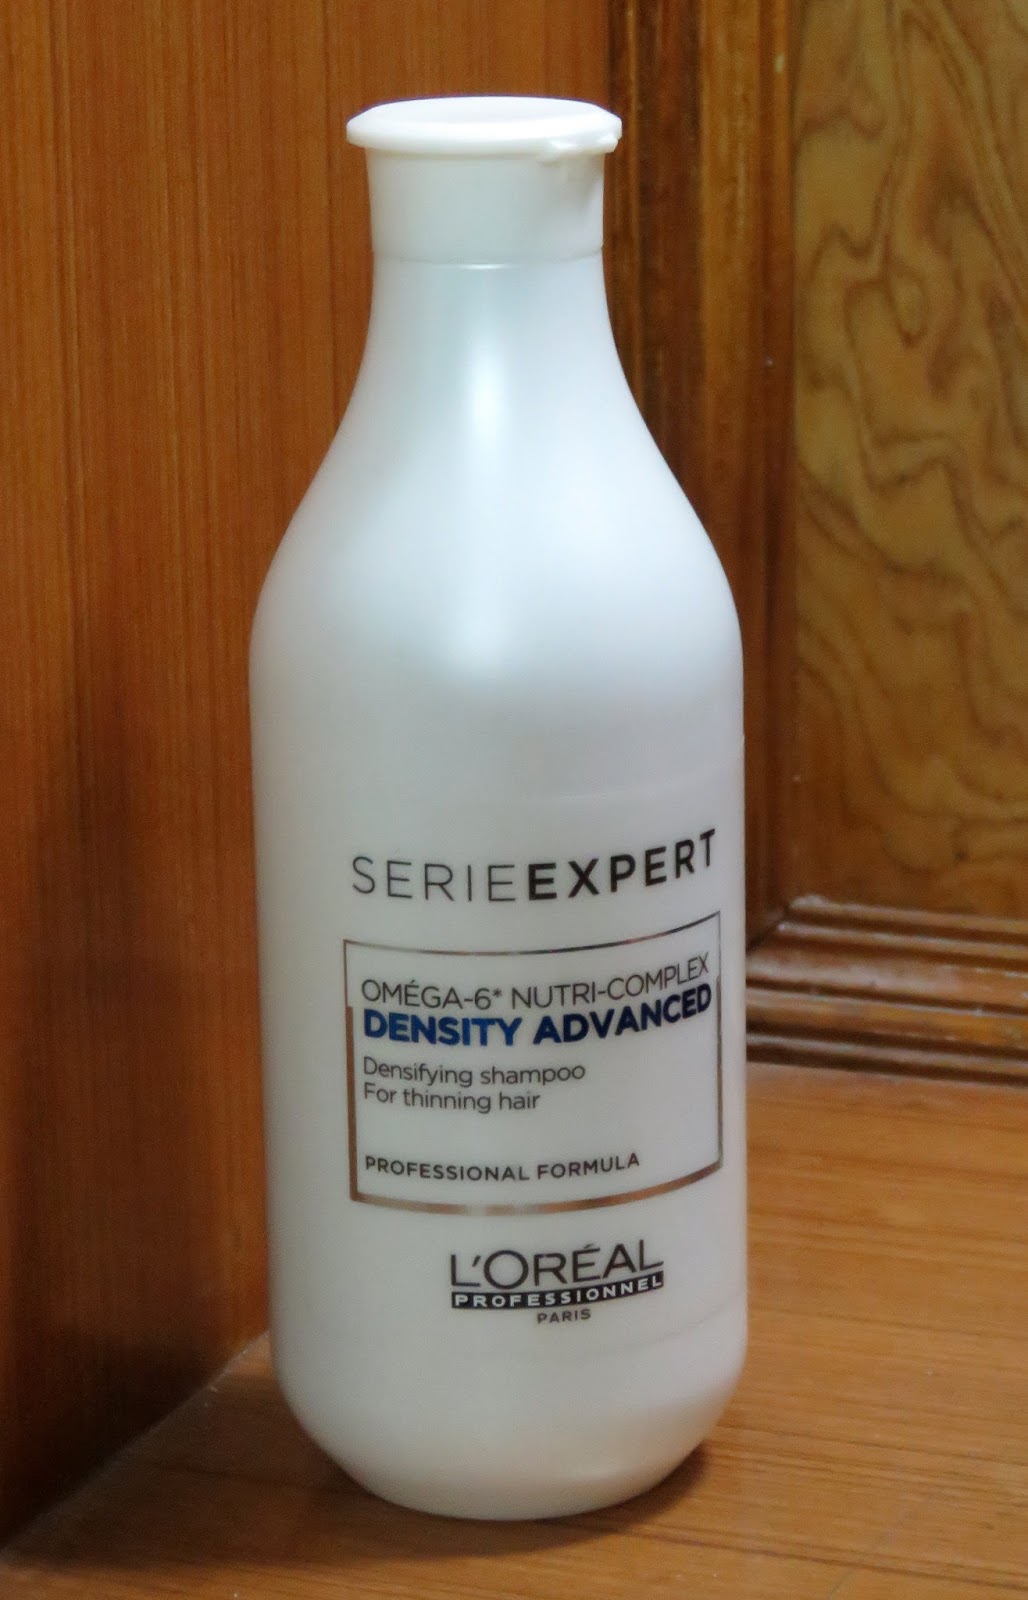 SERIEEXPERT
OMÉGA-6* NUTRI-COMPLEX
DENSITY ADVANCED
Densifying shampoo
For thinning hair
PROFESSIONAL FORMULA
L'ORÉAL
PROFESSIONNEL
PARIS